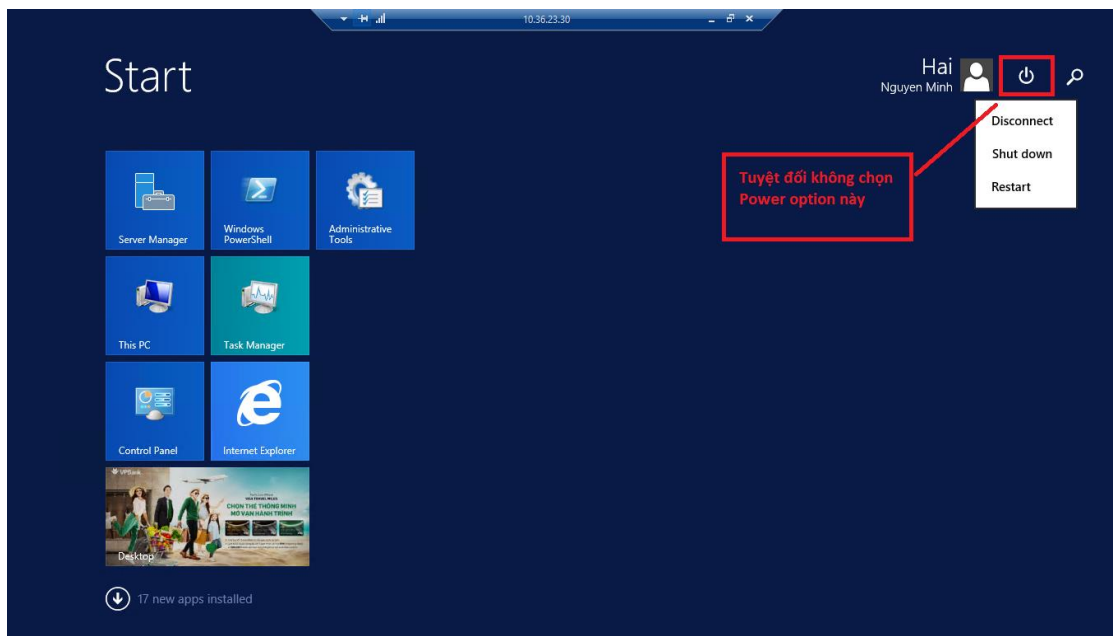 10.36.23.30
Start
Hai
Nguyen Minh
Disconnect
Shut down
Restart
Tuyệt đối không chọn
Power option này
Server Manager
Windows
PowerShell
Administrative
Tools
This PC
Task Manager
Control Panel
Internet Explorer
VPBank
CHỌN THẺ THÔNG MINH
MỞ VẠN HÀNH TRÌNH
Desktop
17 new apps installed